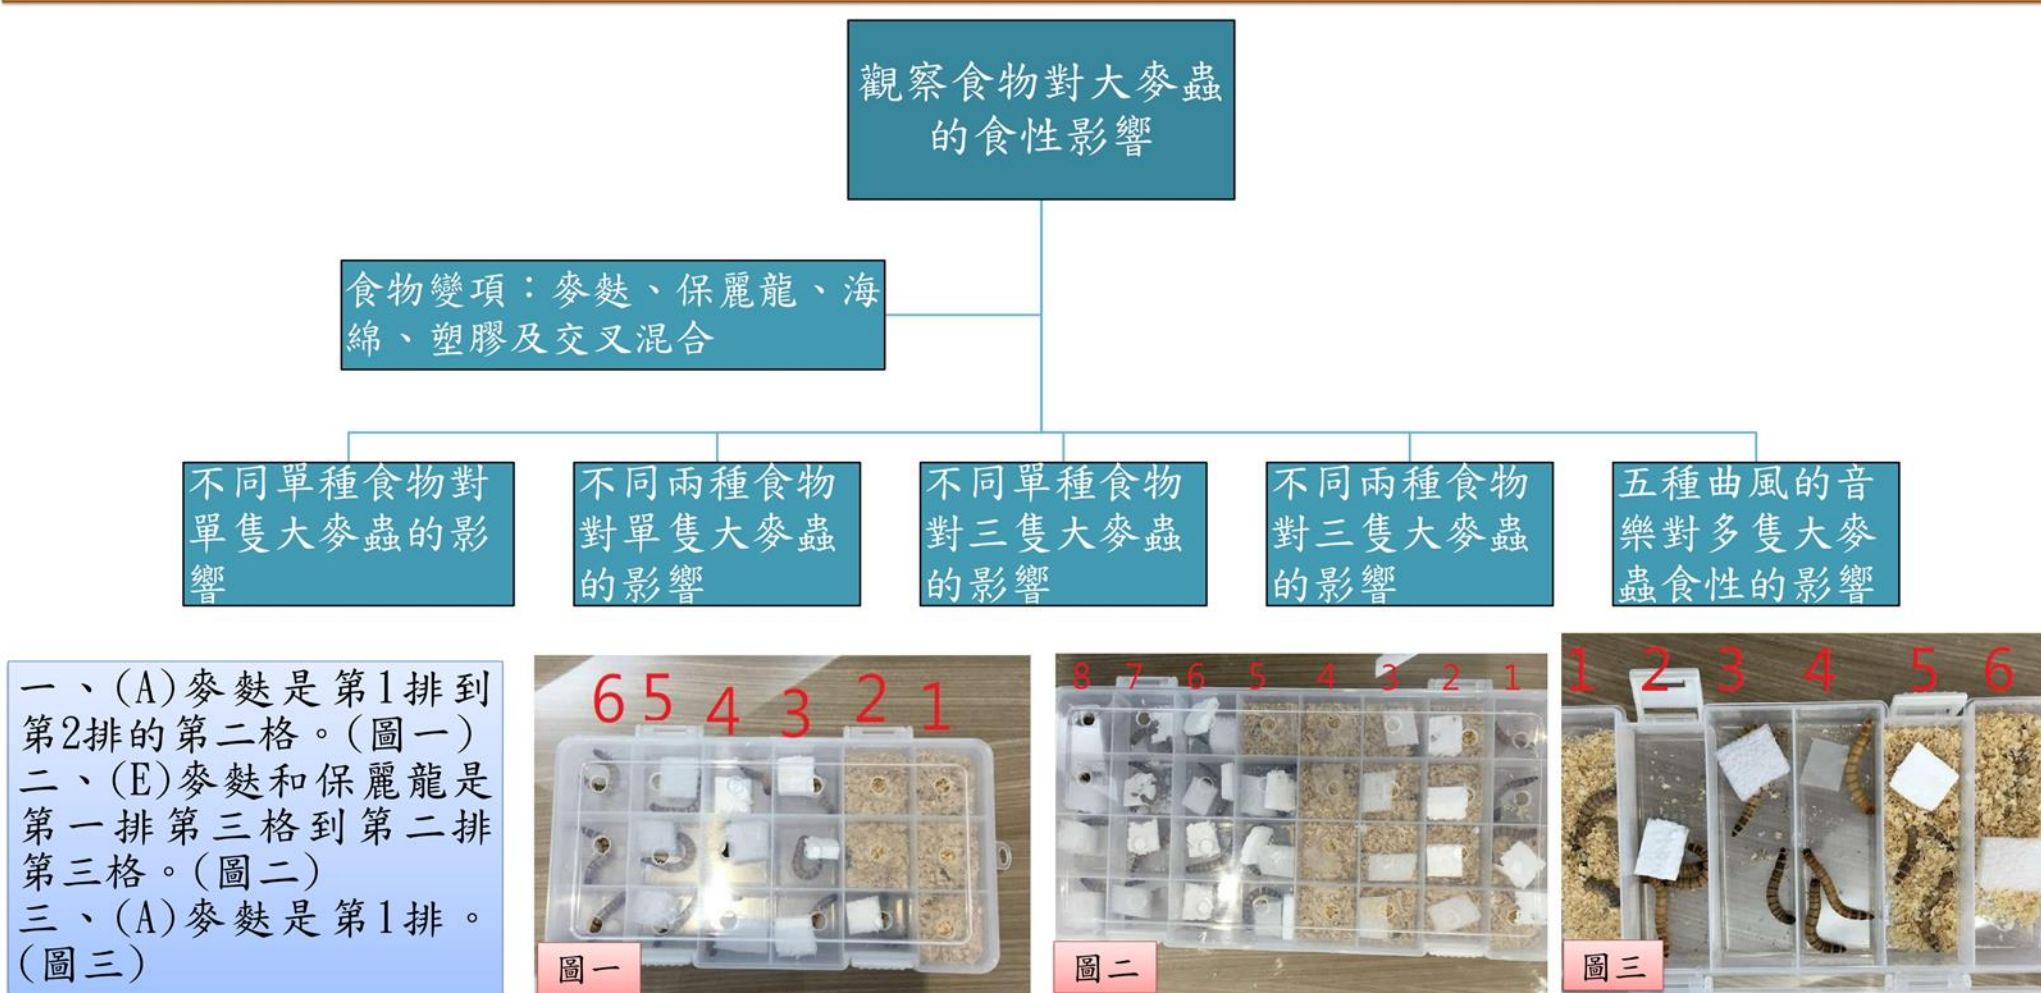 觀察食物對大麥蟲
的食性影響
食物變項：麥麩、保麗龍、海
綿、塑膠及交叉混合
不同單種食物對
單隻大麥蟲的影
響
不同兩種食物
對單隻大麥蟲
的影響
不同單種食物
對三隻大麥蟲
的影響
不同兩種食物
對三隻大麥蟲
的影響
五種曲風的音
樂對多隻大麥
蟲食性的影響
一、(A)麥麩是第1排到
第2排的第二格。(圖一)
二、(E)麥麩和保麗龍是
第一排第三格到第二排
第三格。(圖二)
三、(A)麥麩是第1排。
(圖三)
6 5 4 3 2 1
圖一
8 7 6 5 4 3 2 1
圖二
1 2 3 4 5 6
圖三